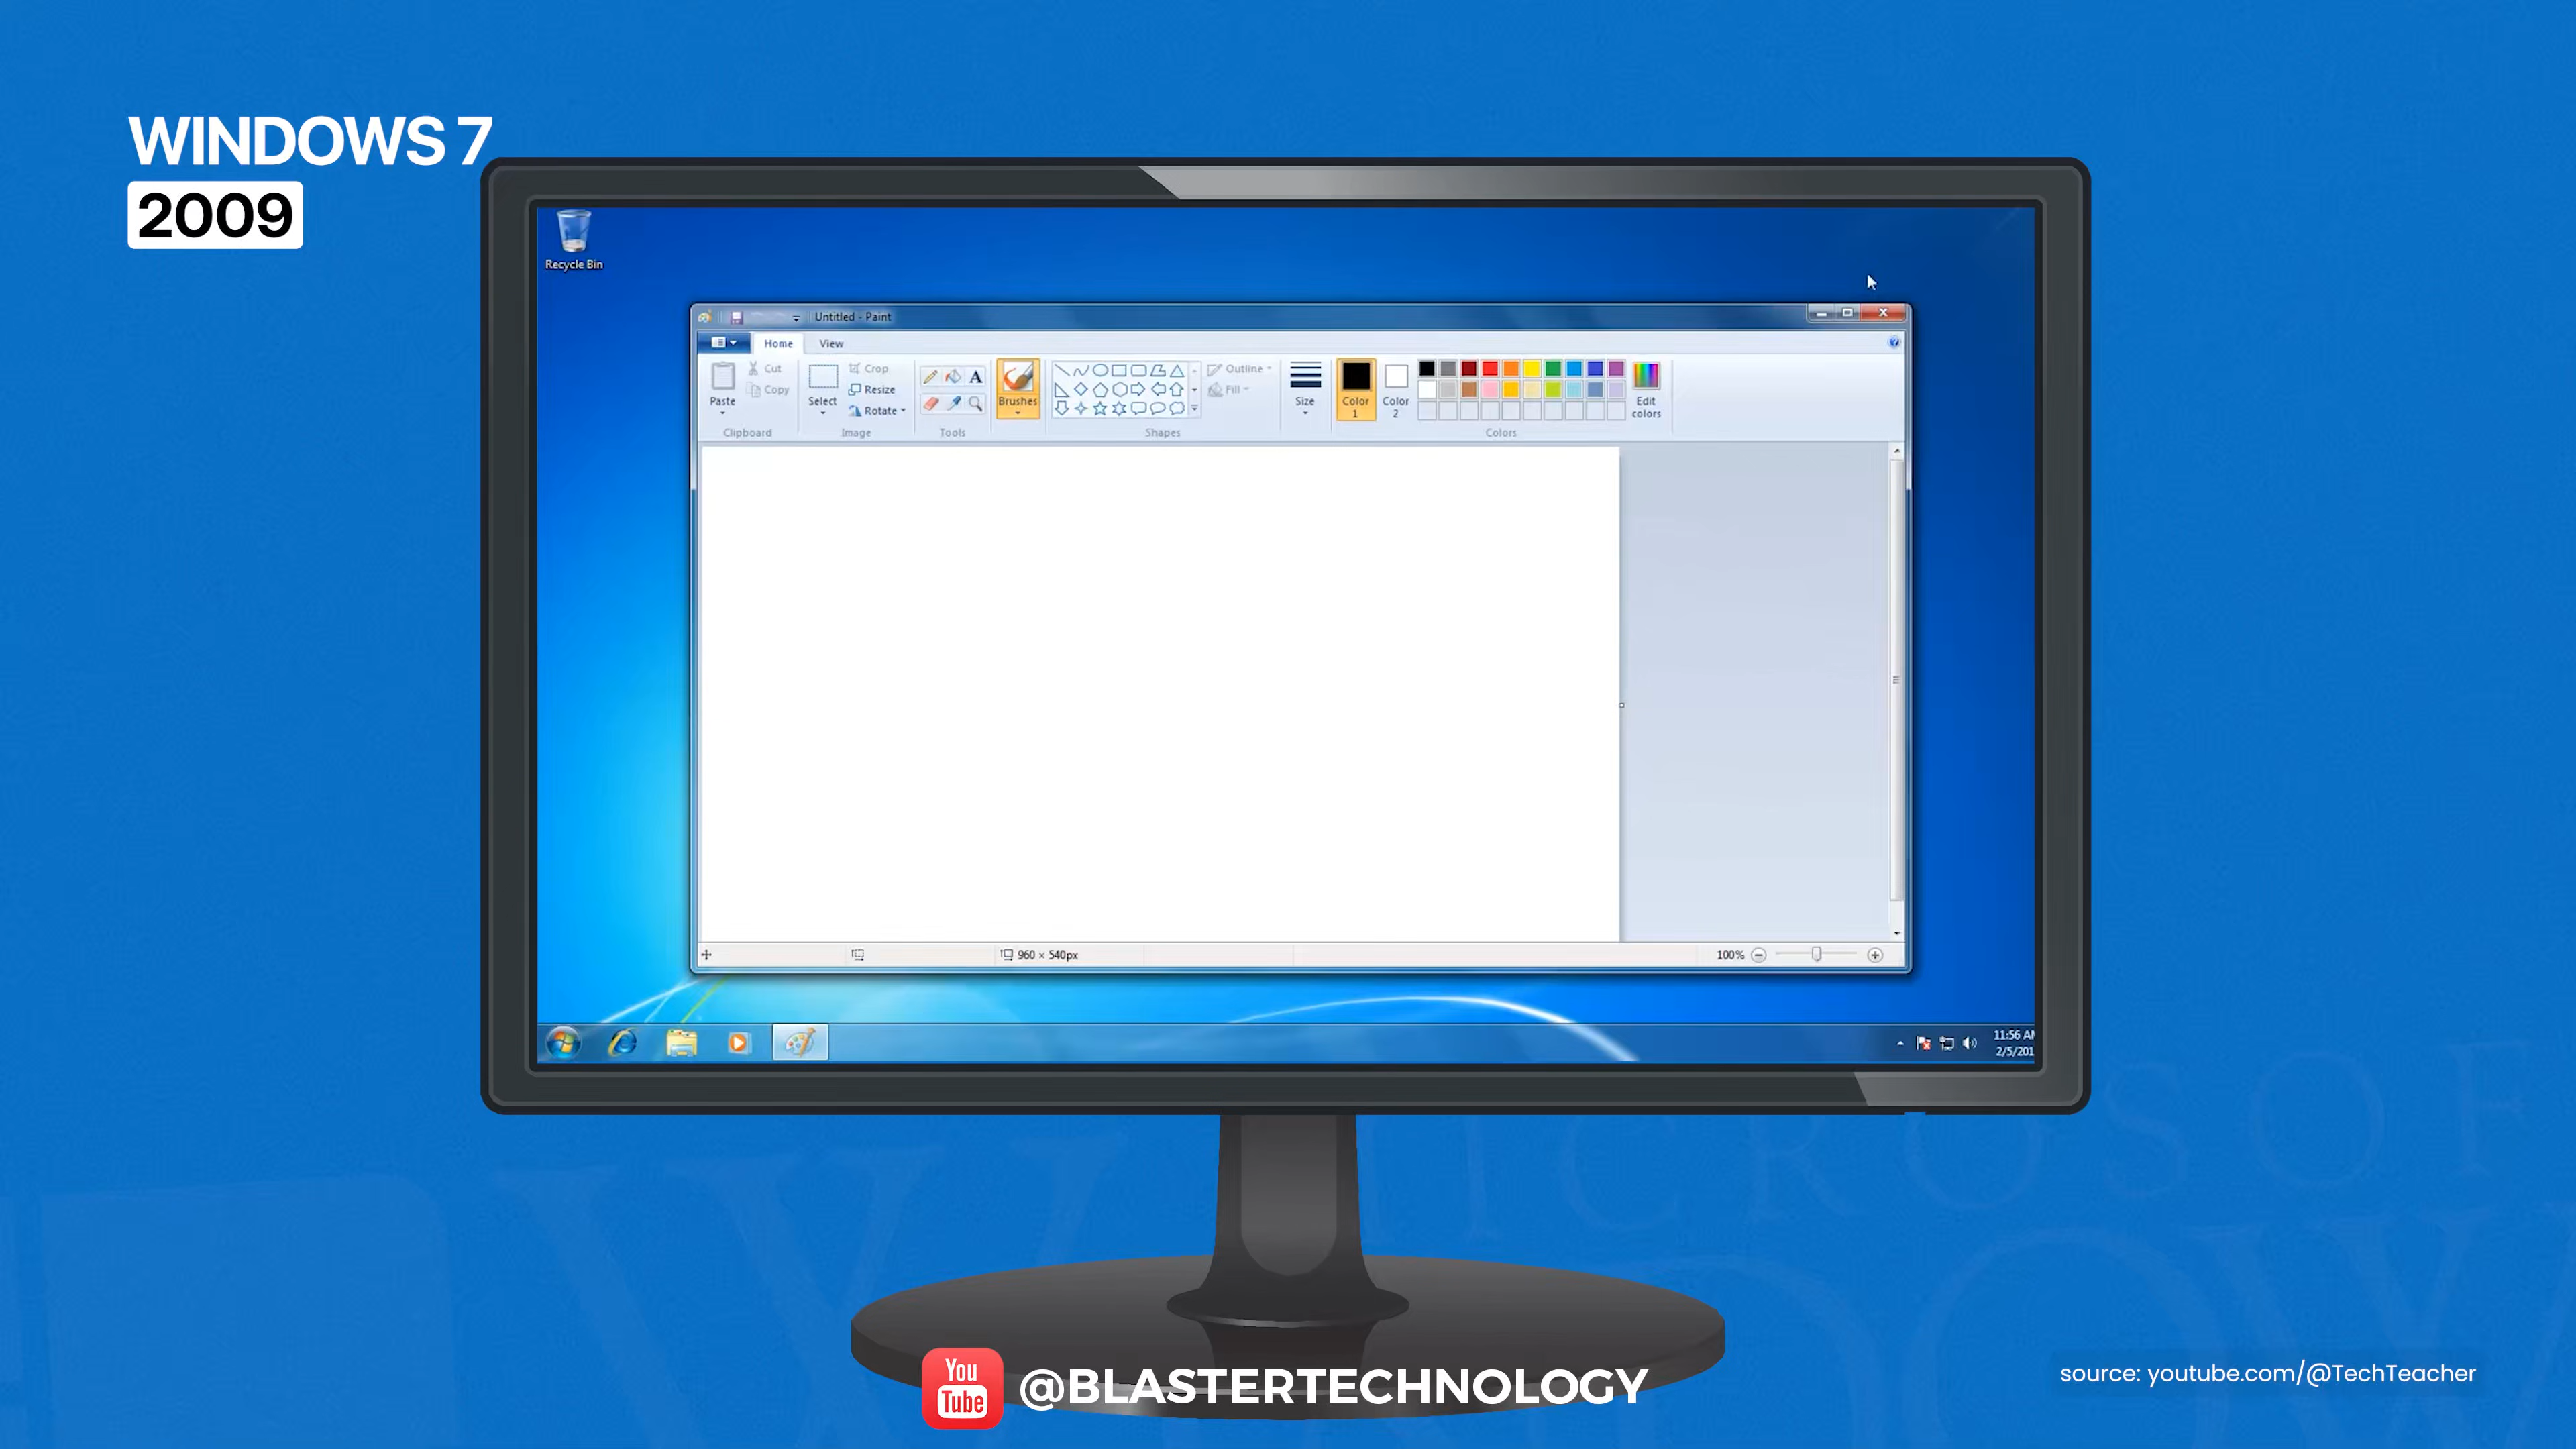 WINDOWS 7
2009
Recycle Bin
Untitled - Paint
Home View
Cut
Copy
Paste
Clipboard
Crop
Resize
Rotate
Select
Image
A
Tools
Brushes
Outline
Fill
Shapes
Size
Color 1
Color 2
Edit colors
Colors
960 × 540px
100%
11:56 AM
2/5/201
MICROSOF
WINDOW
You
Tube
@BLASTERTECHNOLOGY
source: youtube.com/@TechTeacher